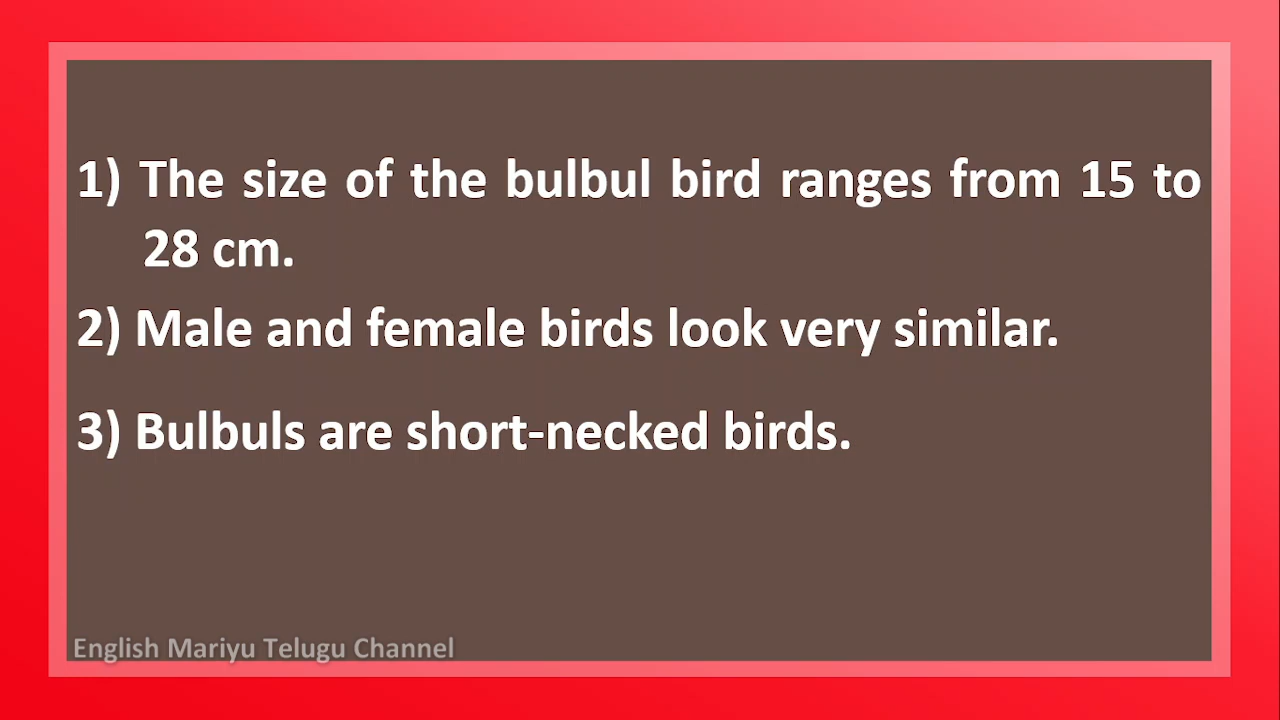 1) The size of the bulbul bird ranges from 15 to
28 cm.
2) Male and female birds look very similar.
3) Bulbuls are short-necked birds.
English Mariyu Telugu Channel